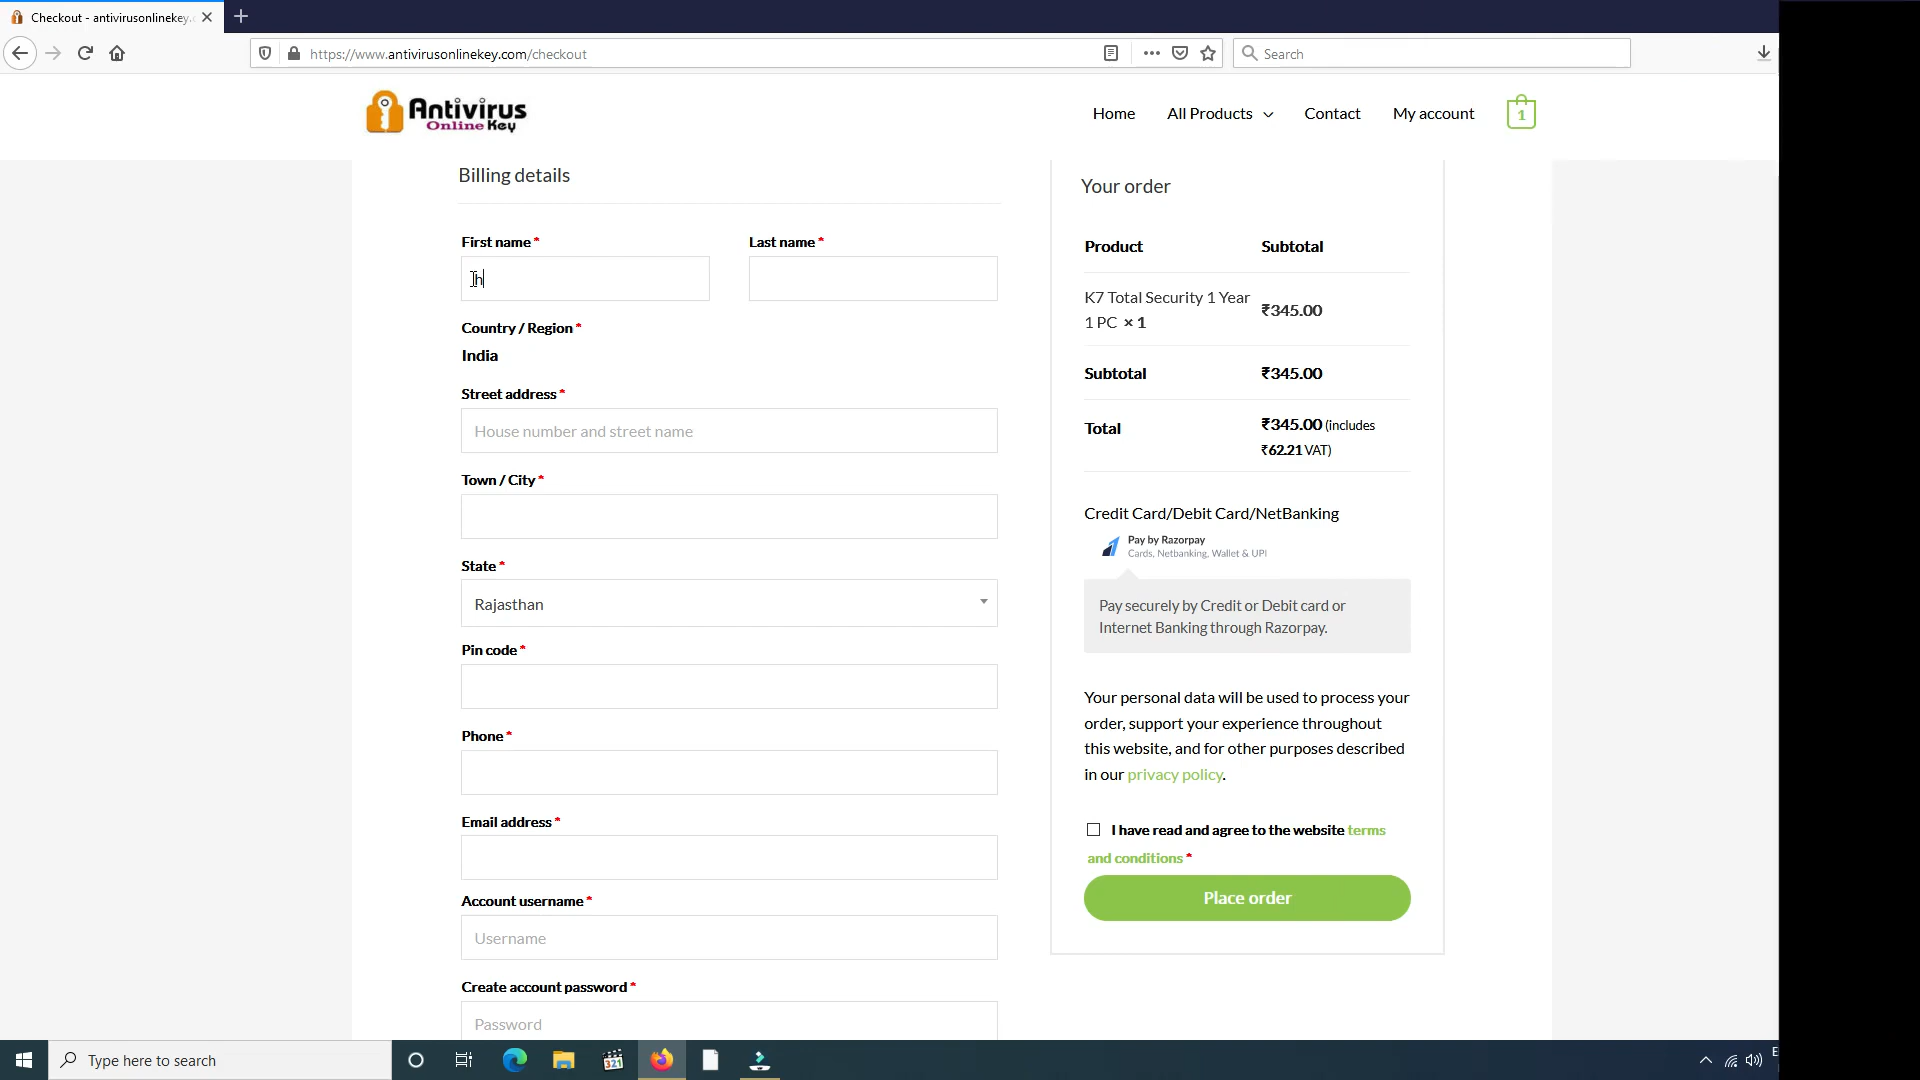 Checkout - antivirusonlinekey.
https://www.antivirusonlinekey.com/checkout
Search
Antivirus
Online Key
Home
All Products
Contact
My account
1
Billing details
First name *
Last name *
h
Country / Region *
India
Street address *
House number and street name
Town / City *
State *
Rajasthan
Pin code *
Phone *
Email address *
Account username *
Username
Create account password *
Password
Your order
Product Subtotal
K7 Total Security 1 Year
1 PC × 1
₹345.00
Subtotal ₹345.00
Total ₹345.00 (includes
₹62.21 VAT)
Credit Card/Debit Card/NetBanking
Pay by Razorpay
Cards, Netbanking, Wallet & UPI
Pay securely by Credit or Debit card or
Internet Banking through Razorpay.
Your personal data will be used to process your
order, support your experience throughout
this website, and for other purposes described
in our privacy policy.
I have read and agree to the website terms
and conditions *
Place order
Type here to search
321
E